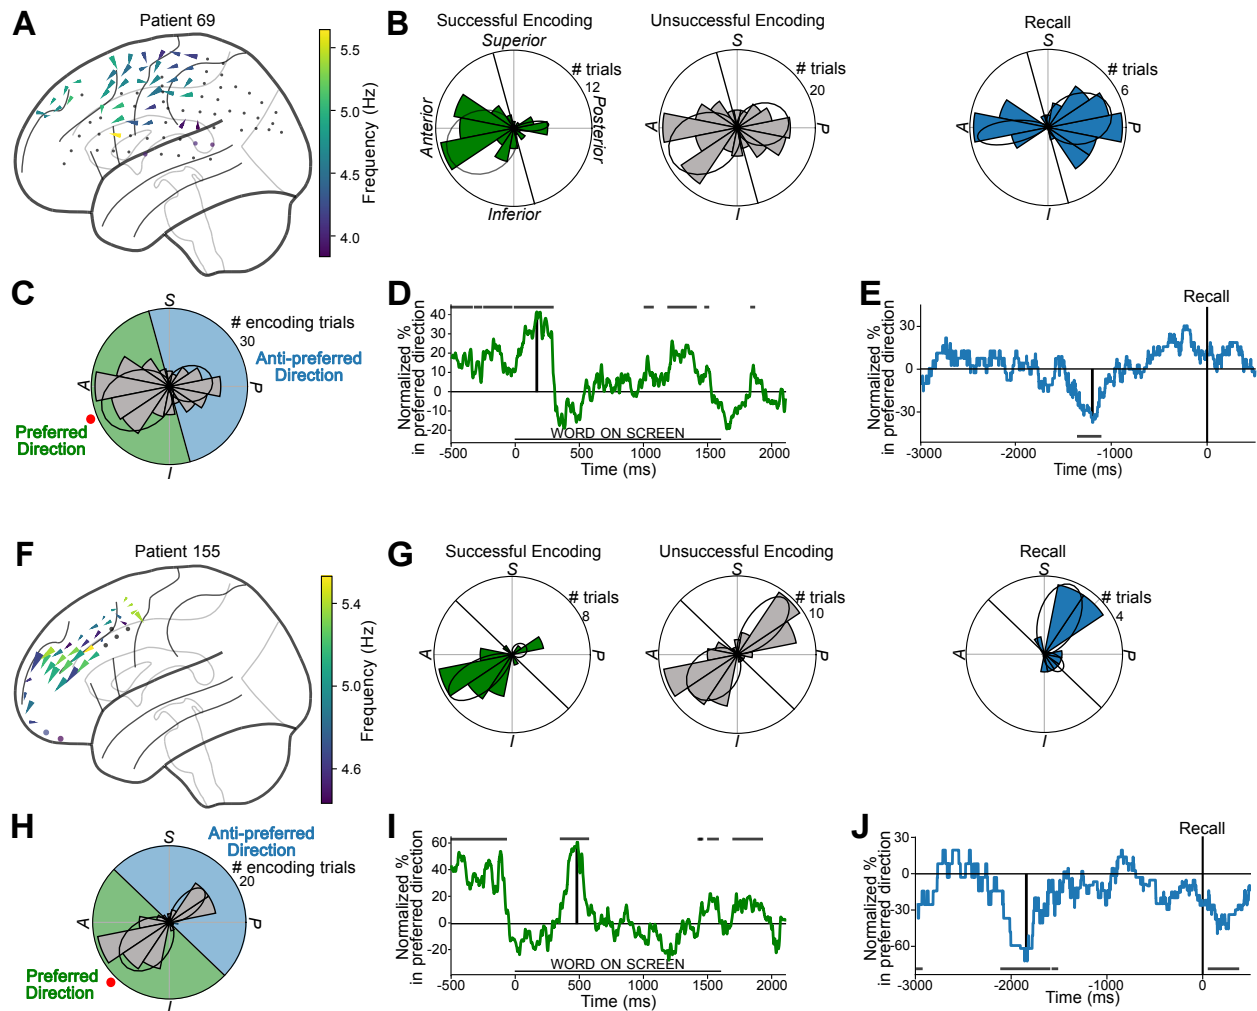 A
Patient 69
5.5
5.0
4.5
4.0
Frequency (Hz)
B
Successful Encoding
Superior
Anterior
Posterior
Inferior
# trials
12
Unsuccessful Encoding
S
A
P
I
# trials
20
Recall
S
A
P
I
# trials
6
C
S
A
P
I
# encoding trials
30
Anti-preferred
Direction
Preferred
Direction
D
Normalized %
in preferred direction
40
30
20
10
0
-10
-20
WORD ON SCREEN
-500
0
500
1000
1500
2000
Time (ms)
E
Recall
Normalized %
in preferred direction
30
0
-30
-3000
-2000
-1000
0
Time (ms)
F
Patient 155
5.4
5.0
4.6
Frequency (Hz)
G
Successful Encoding
S
A
P
I
# trials
8
Unsuccessful Encoding
S
A
P
I
# trials
10
Recall
S
A
P
I
# trials
4
H
S
A
P
I
Anti-preferred
Direction
# encoding trials
20
Preferred
Direction
I
Normalized %
in preferred direction
60
40
20
0
-20
WORD ON SCREEN
-500
0
500
1000
1500
2000
Time (ms)
J
Recall
Normalized %
in preferred direction
30
0
-30
-60
-3000
-2000
-1000
0
Time (ms)